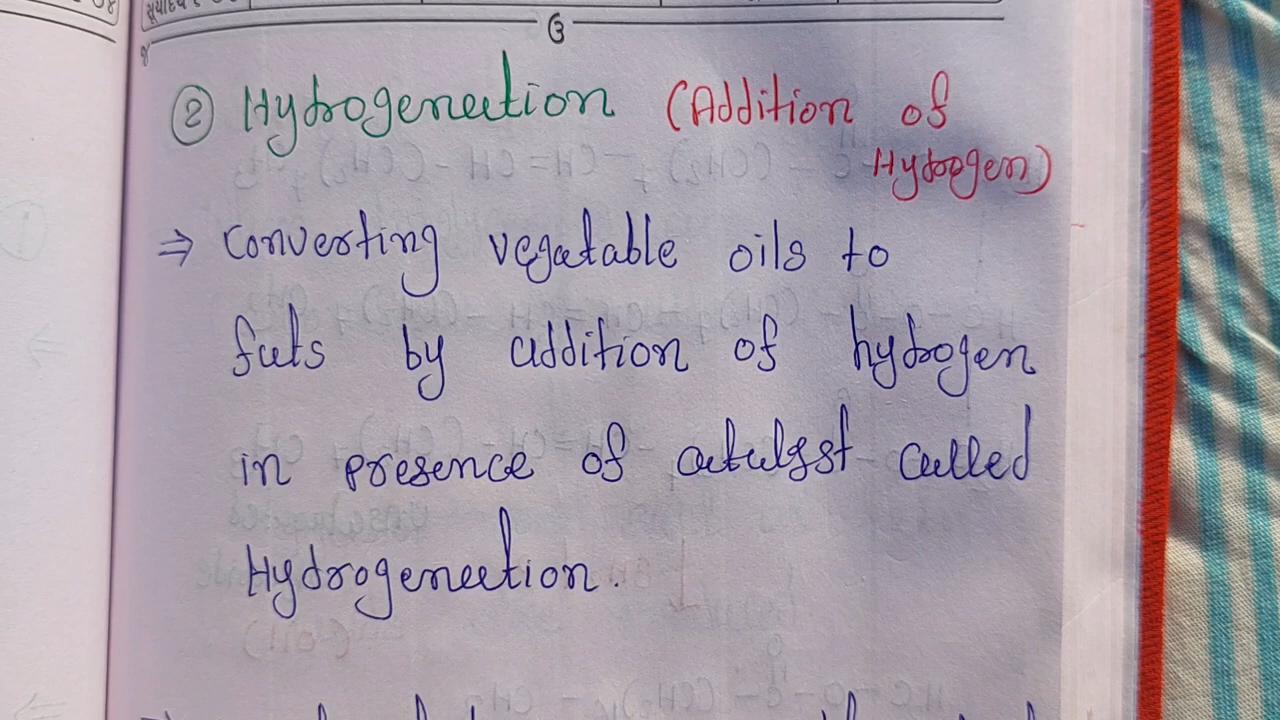 ② Hydrogenation (Addition of
Hydrogen)
⇒ converting vegatable oils to
fats by addition of hydrogen
in presence of catalyst called
Hydrogenation.